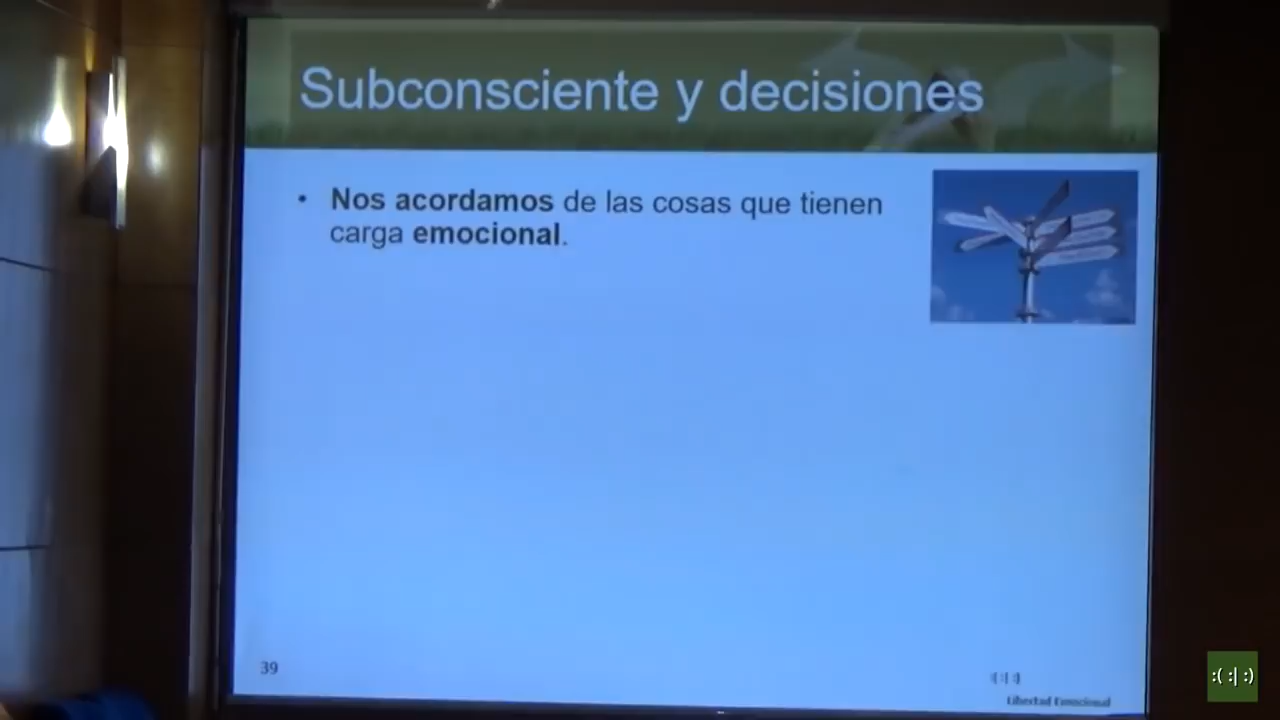 Subconsciente y decisiones
• Nos acordamos de las cosas que tienen
carga emocional.
39
:( :| :)
Libertad Emocional
:( :| :)